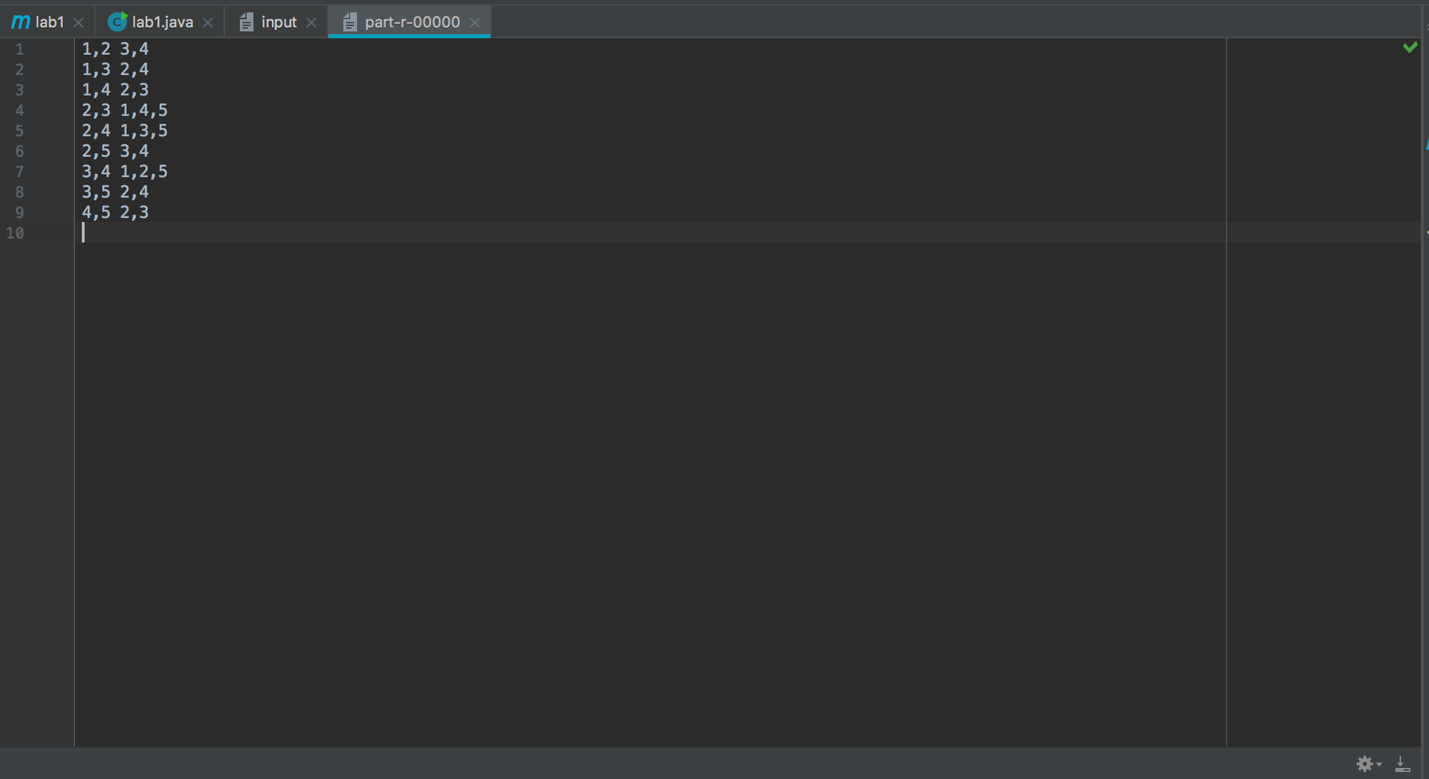 m lab1
C lab1.java
input
part-r-00000
1 1,2 3,4
2 1,3 2,4
3 1,4 2,3
4 2,3 1,4,5
5 2,4 1,3,5
6 2,5 3,4
7 3,4 1,2,5
8 3,5 2,4
9 4,5 2,3
10